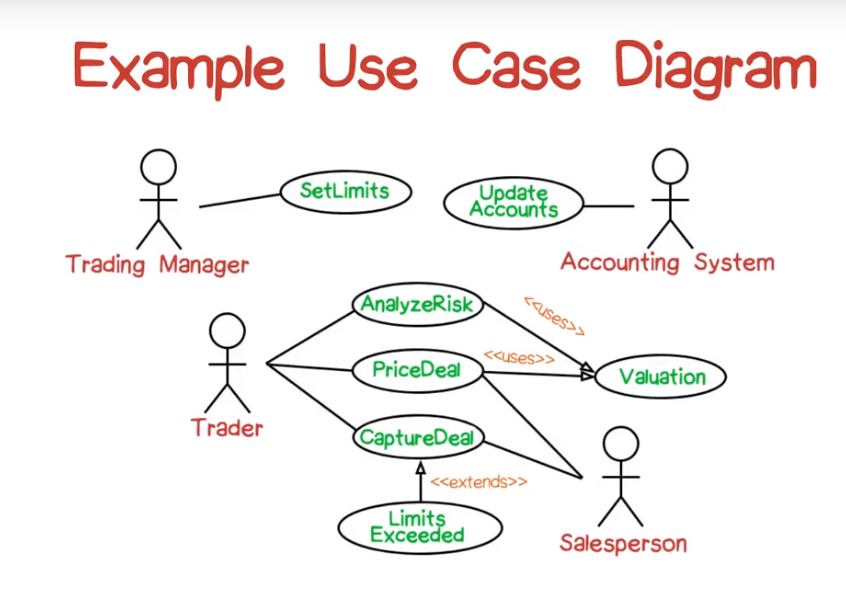 Example Use Case Diagram
SetLimits
Update
Accounts
Trading Manager
Accounting System
AnalyzeRisk
<<uses>>
PriceDeal
<<uses>>
Valuation
Trader
CaptureDeal
<<extends>>
Limits
Exceeded
Salesperson